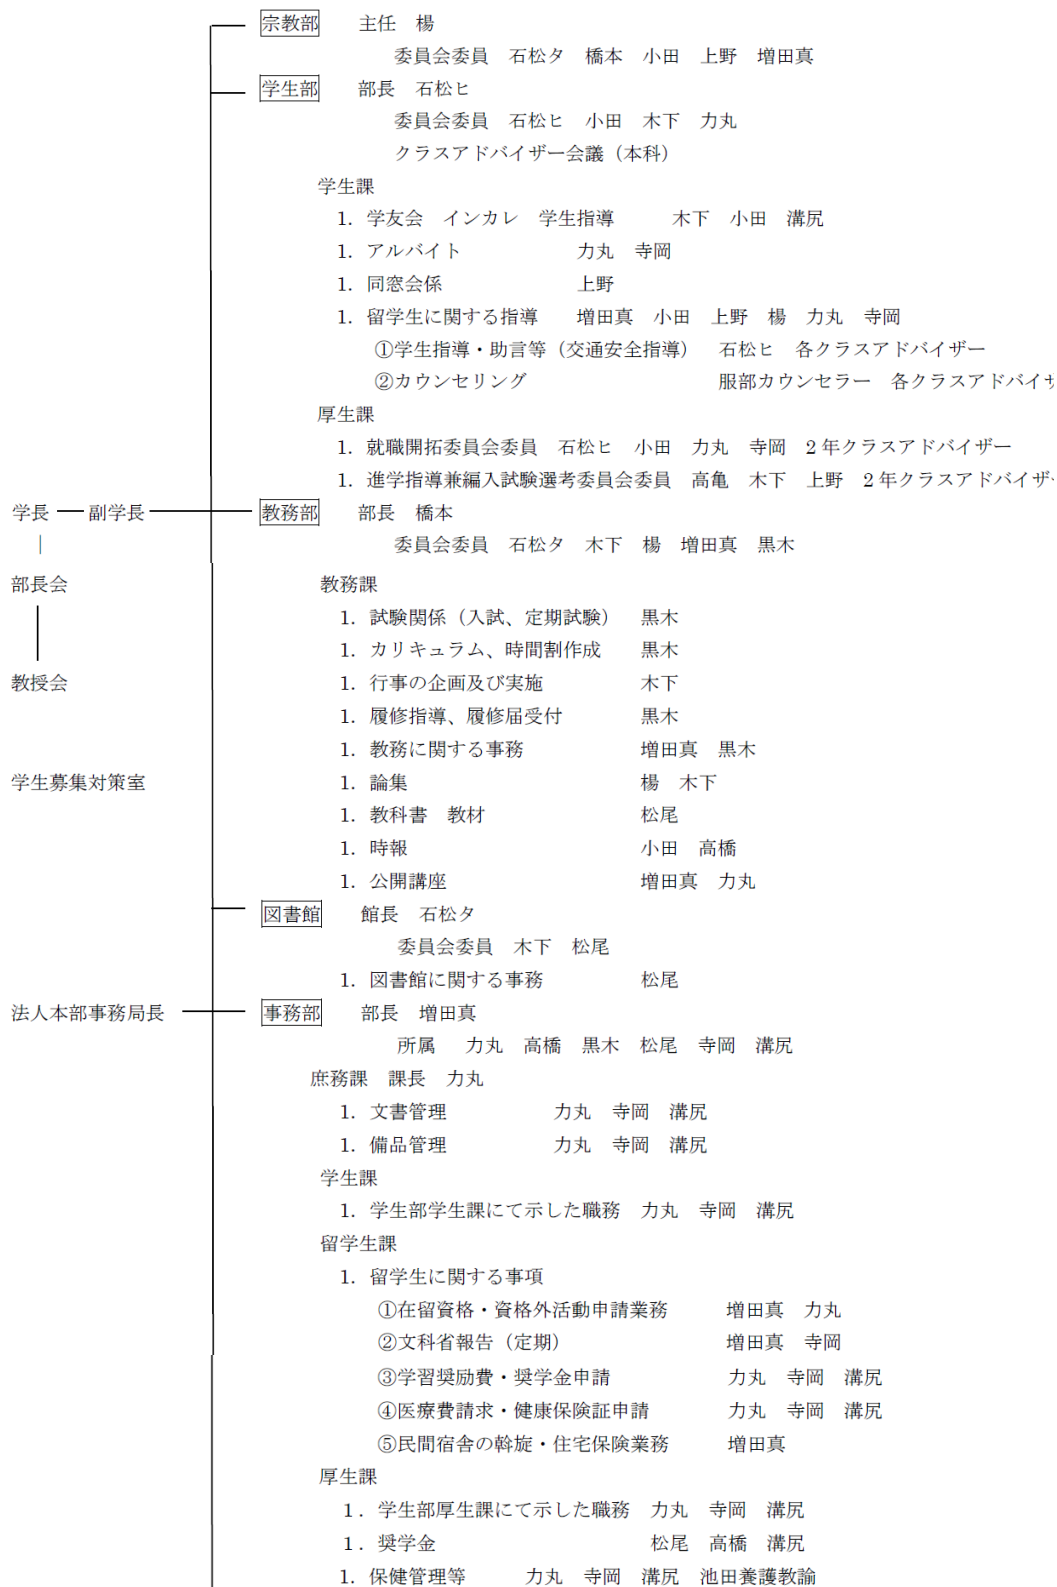 宗教部　主任　楊
委員会委員　石松タ　橋本　小田　上野　増田真
学生部　部長　石松ヒ
委員会委員　石松ヒ　小田　木下　力丸
クラスアドバイザー会議（本科）
学生課
1. 学友会　インカレ　学生指導　木下　小田　溝尻
1. アルバイト　力丸　寺岡
1. 同窓会係　上野
1. 留学生に関する指導　増田真　小田　上野　楊　力丸　寺岡
①学生指導・助言等（交通安全指導）　石松ヒ　各クラスアドバイザー
②カウンセリング　服部カウンセラー　各クラスアドバイザ
厚生課
1. 就職開拓委員会委員　石松ヒ　小田　力丸　寺岡　2年クラスアドバイザー
1. 進学指導兼編入試験選考委員会委員　高亀　木下　上野　2年クラスアドバイザー
学長　副学長　教務部　部長　橋本
委員会委員　石松タ　木下　楊　増田真　黒木
部長会　教務課
1. 試験関係（入試、定期試験）　黒木
1. カリキュラム、時間割作成　黒木
教授会　1. 行事の企画及び実施　木下
1. 履修指導、履修届受付　黒木
1. 教務に関する事務　増田真　黒木
学生募集対策室　1. 論集　楊　木下
1. 教科書　教材　松尾
1. 時報　小田　高橋
1. 公開講座　増田真　力丸
図書館　館長　石松タ
委員会委員　木下　松尾
1. 図書館に関する事務　松尾
法人本部事務局長　事務部　部長　増田真
所属　力丸　高橋　黒木　松尾　寺岡　溝尻
庶務課　課長　力丸
1. 文書管理　力丸　寺岡　溝尻
1. 備品管理　力丸　寺岡　溝尻
学生課
1. 学生部学生課にて示した職務　力丸　寺岡　溝尻
留学生課
1. 留学生に関する事項
①在留資格・資格外活動申請業務　増田真　力丸
②文科省報告（定期）　増田真　寺岡
③学習奨励費・奨学金申請　力丸　寺岡　溝尻
④医療費請求・健康保険証申請　力丸　寺岡　溝尻
⑤民間宿舎の斡旋・住宅保険業務　増田真
厚生課
1. 学生部厚生課にて示した職務　力丸　寺岡　溝尻
1. 奨学金　松尾　高橋　溝尻
1. 保健管理等　力丸　寺岡　溝尻　池田養護教諭